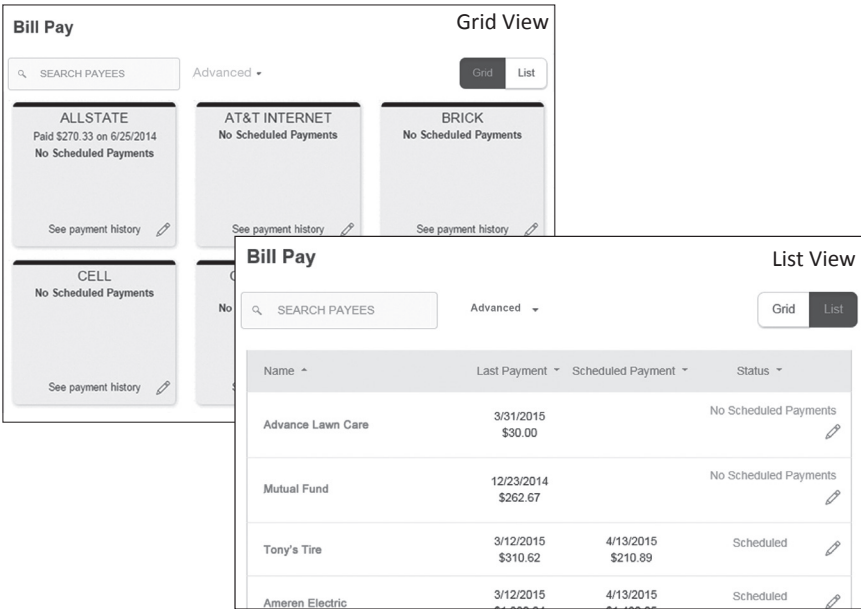 Bill Pay
Grid View
SEARCH PAYEES
Advanced
Grid
List
ALLSTATE
Paid $270.33 on 6/25/2014
No Scheduled Payments
See payment history
AT&T INTERNET
No Scheduled Payments
See payment history
BRICK
No Scheduled Payments
See payment history
CELL
No Scheduled Payments
See payment history
No
Bill Pay
List View
SEARCH PAYEES
Advanced
Grid
List
Name
Last Payment
Scheduled Payment
Status
Advance Lawn Care
3/31/2015
$30.00
No Scheduled Payments
Mutual Fund
12/23/2014
$262.67
No Scheduled Payments
Tony's Tire
3/12/2015
$310.62
4/13/2015
$210.89
Scheduled
Ameren Electric
3/12/2015
4/13/2015
Scheduled